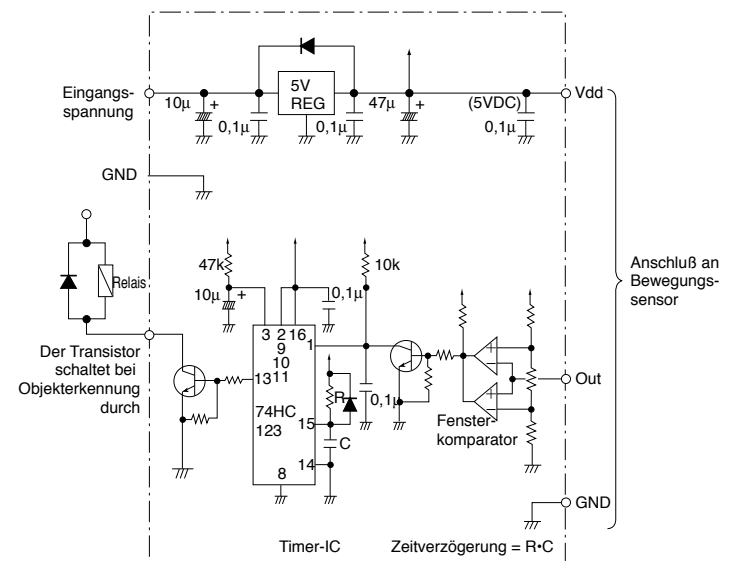 Eingangs-
spannung
10µ
+
0,1µ
5V
REG
0,1µ
47µ
+
(5VDC)
0,1µ
Vdd
GND
47k
10µ
+
0,1µ
10k
Relais
Der Transistor
schaltet bei
Objekterkennung
durch
3 2 16
9
10
11
13
1
74HC
123
15
14
8
R
C
0,1µ
Fenster-
komparator
+
−
+
−
Out
GND
Anschluß an
Bewegungs-
sensor
Timer-IC
Zeitverzögerung = R•C